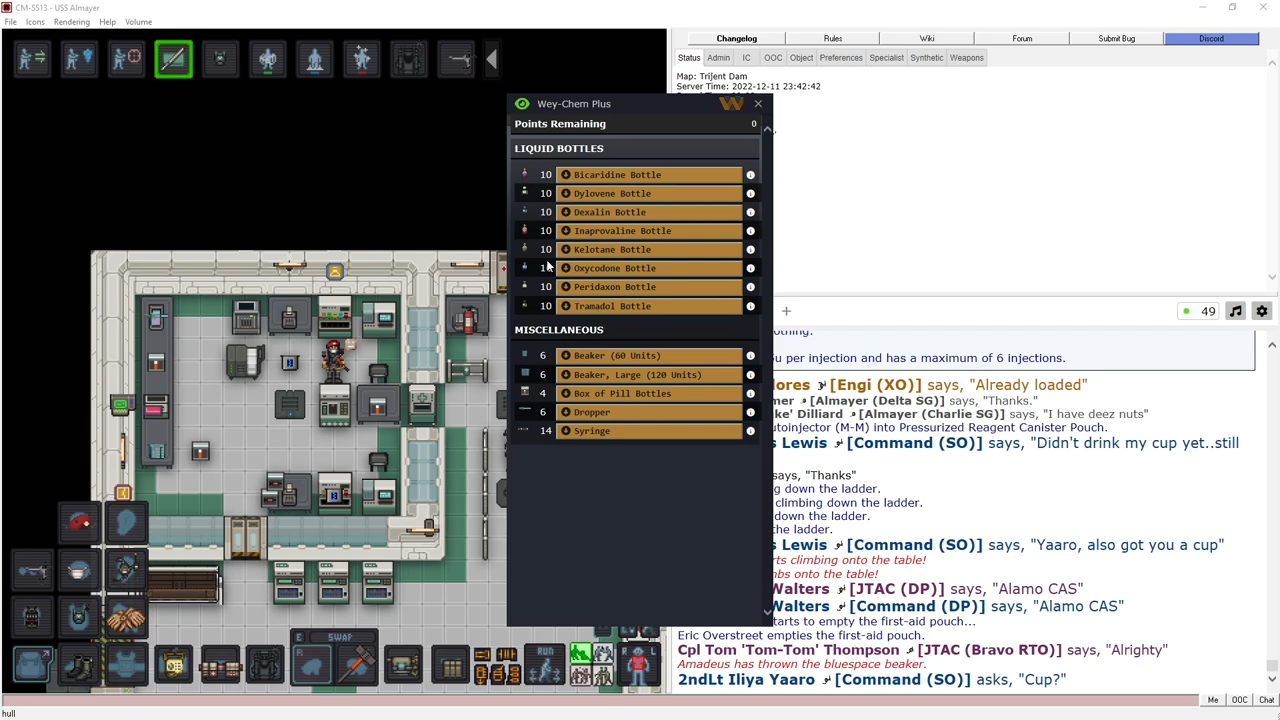 CM-SS13 - USS Almayer
File Icons Rendering Help Volume
Changelog Rules Wiki Forum Submit Bug Discord
Status Admin IC OOC Object Preferences Specialist Synthetic Weapons
Map: Trijent Dam
Server Time: 2022-12-11 23:42:42
Wey-Chem Plus
Points Remaining 0
LIQUID BOTTLES
10 Bicaridine Bottle
10 Dylovene Bottle
10 Dexalin Bottle
10 Inaprovaline Bottle
10 Kelotane Bottle
Oxycodone Bottle
10 Peridaxon Bottle
10 Tramadol Bottle
MISCELLANEOUS
6 Beaker (60 Units)
6 Beaker, Large (120 Units)
4 Box of Pill Bottles
6 Dropper
14 Syringe
49
othing.
ou per injection and has a maximum of 6 injections.
lores [Engi (XO)] says, "Already loaded"
mer [Almayer (Delta SG)] says, "Thanks."
ike' Dilliard [Almayer (Charlie SG)] says, "I have deez nuts"
utoinjector (M-M) into Pressurized Reagent Canister Pouch.
s Lewis [Command (SO)] says, "Didn't drink my cup yet..still
says, "Thanks"
g down the ladder.
climbing down the ladder.
down the ladder.
the ladder.
s Lewis [Command (SO)] says, "Yaaro, also got you a cup"
rts climbing onto the table!
mbs onto the table!
Walters [JTAC (DP)] says, "Alamo CAS"
Walters [Command (DP)] says, "Alamo CAS"
tarts to empty the first-aid pouch...
Eric Overstreet empties the first-aid pouch.
Cpl Tom 'Tom-Tom' Thompson [JTAC (Bravo RTO)] says, "Alrighty"
Amadeus has thrown the bluespace beaker.
2ndLt Iliya Yaaro [Command (SO)] asks, "Cup?"
E SWAP
R L
RUN
R L
Me OOC Chat
hull